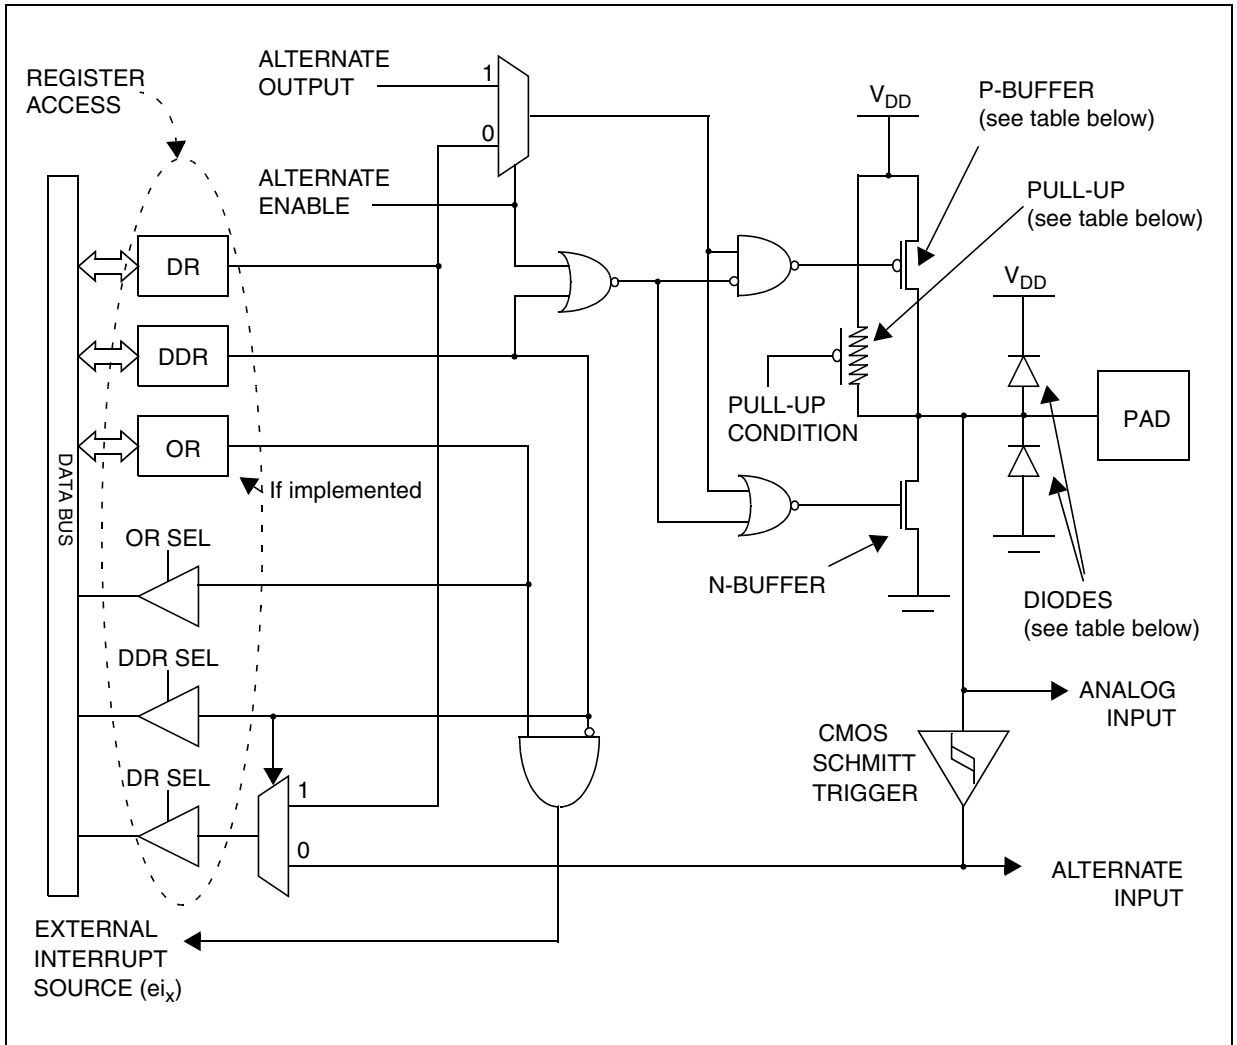 REGISTER
ACCESS
ALTERNATE
OUTPUT
1
0
ALTERNATE
ENABLE
VDD
P-BUFFER
(see table below)
PULL-UP
(see table below)
DR
DDR
OR
DATA BUS
If implemented
PULL-UP
CONDITION
VDD
PAD
N-BUFFER
DIODES
(see table below)
OR SEL
DDR SEL
DR SEL
1
0
ANALOG
INPUT
CMOS
SCHMITT
TRIGGER
ALTERNATE
INPUT
EXTERNAL
INTERRUPT
SOURCE (eix)